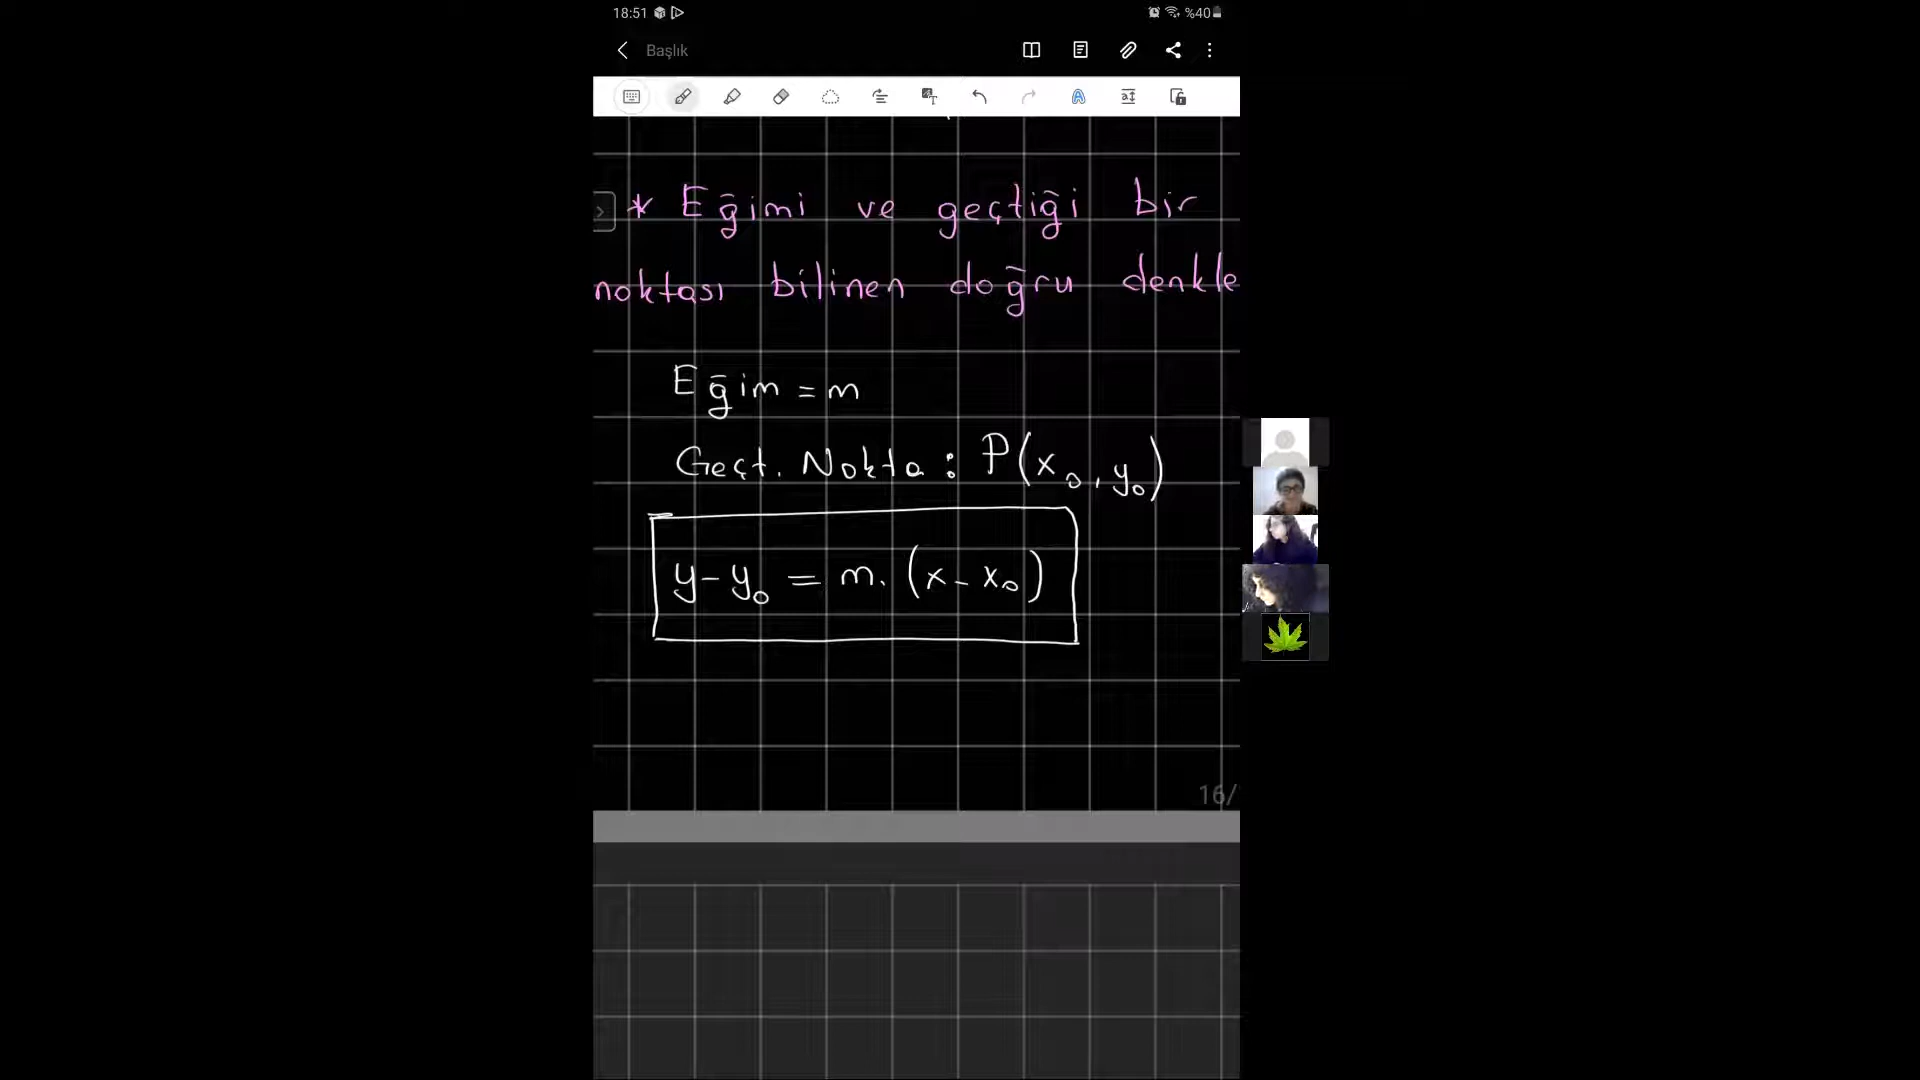 18:51 %40
Başlık
* Eğimi ve geçtiği bir
noktası bilinen doğru denkle
Eğim = m
Geçt. Nokta : P(x₀, y₀)
y - y₀ = m. (x - x₀)
16/